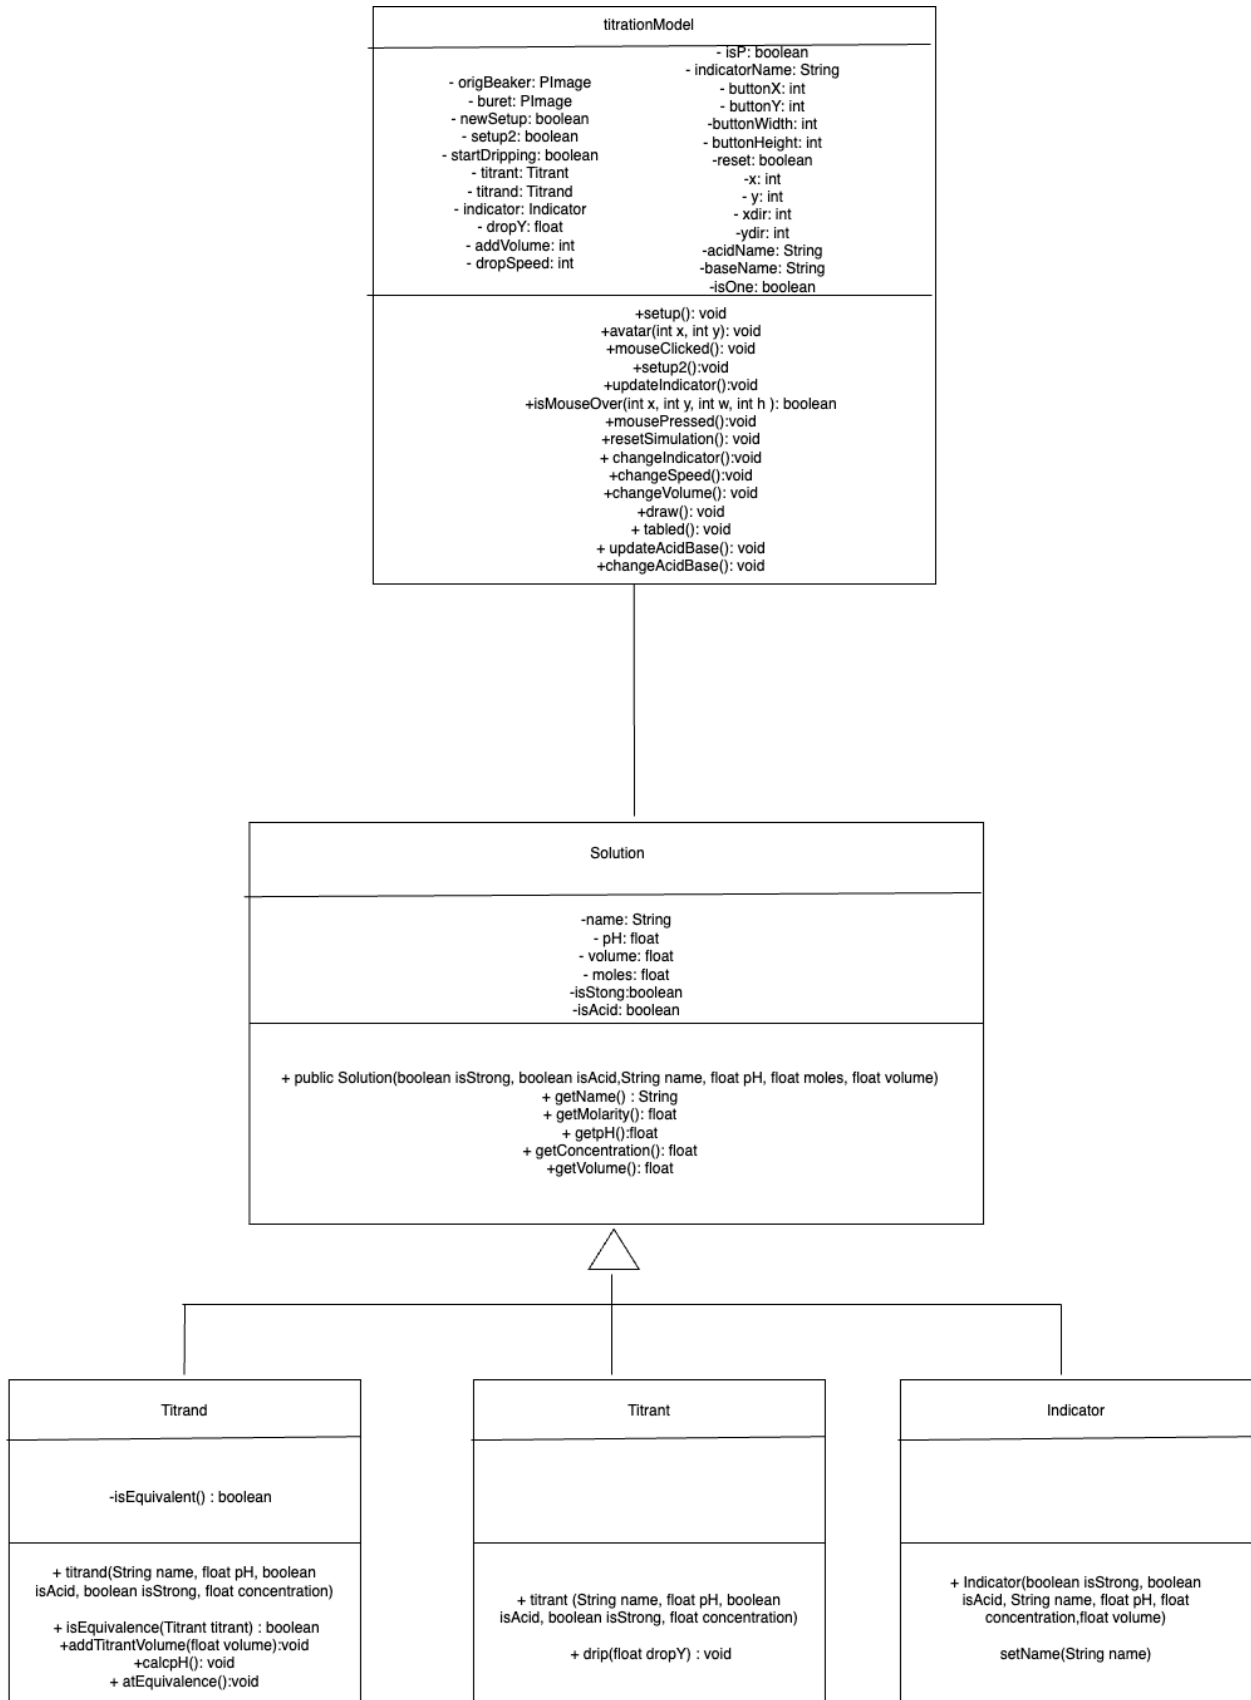 titrationModel
- origBeaker: PImage
- buret: PImage
- newSetup: boolean
- setup2: boolean
- startDripping: boolean
- titrant: Titrant
- titrand: Titrand
- indicator: Indicator
- dropY: float
- addVolume: int
- dropSpeed: int
- isP: boolean
- indicatorName: String
- buttonX: int
- buttonY: int
-buttonWidth: int
- buttonHeight: int
-reset: boolean
-x: int
- y: int
- xdir: int
-ydir: int
-acidName: String
-baseName: String
-isOne: boolean
+setup(): void
+avatar(int x, int y): void
+mouseClicked(): void
+setup2():void
+updateIndicator():void
+isMouseOver(int x, int y, int w, int h ): boolean
+mousePressed():void
+resetSimulation(): void
+ changeIndicator():void
+changeSpeed():void
+changeVolume(): void
+draw(): void
+ tabled(): void
+ updateAcidBase(): void
+changeAcidBase(): void
Solution
-name: String
- pH: float
- volume: float
- moles: float
-isStong:boolean
-isAcid: boolean
+ public Solution(boolean isStrong, boolean isAcid,String name, float pH, float moles, float volume)
+ getName() : String
+ getMolarity(): float
+ getpH():float
+ getConcentration(): float
+getVolume(): float
Titrand
-isEquivalent() : boolean
+ titrand(String name, float pH, boolean
isAcid, boolean isStrong, float concentration)
+ isEquivalence(Titrant titrant) : boolean
+addTitrantVolume(float volume):void
+calcpH(): void
+ atEquivalence():void
Titrant
+ titrant (String name, float pH, boolean
isAcid, boolean isStrong, float concentration)
+ drip(float dropY) : void
Indicator
+ Indicator(boolean isStrong, boolean
isAcid, String name, float pH, float
concentration,float volume)
setName(String name)